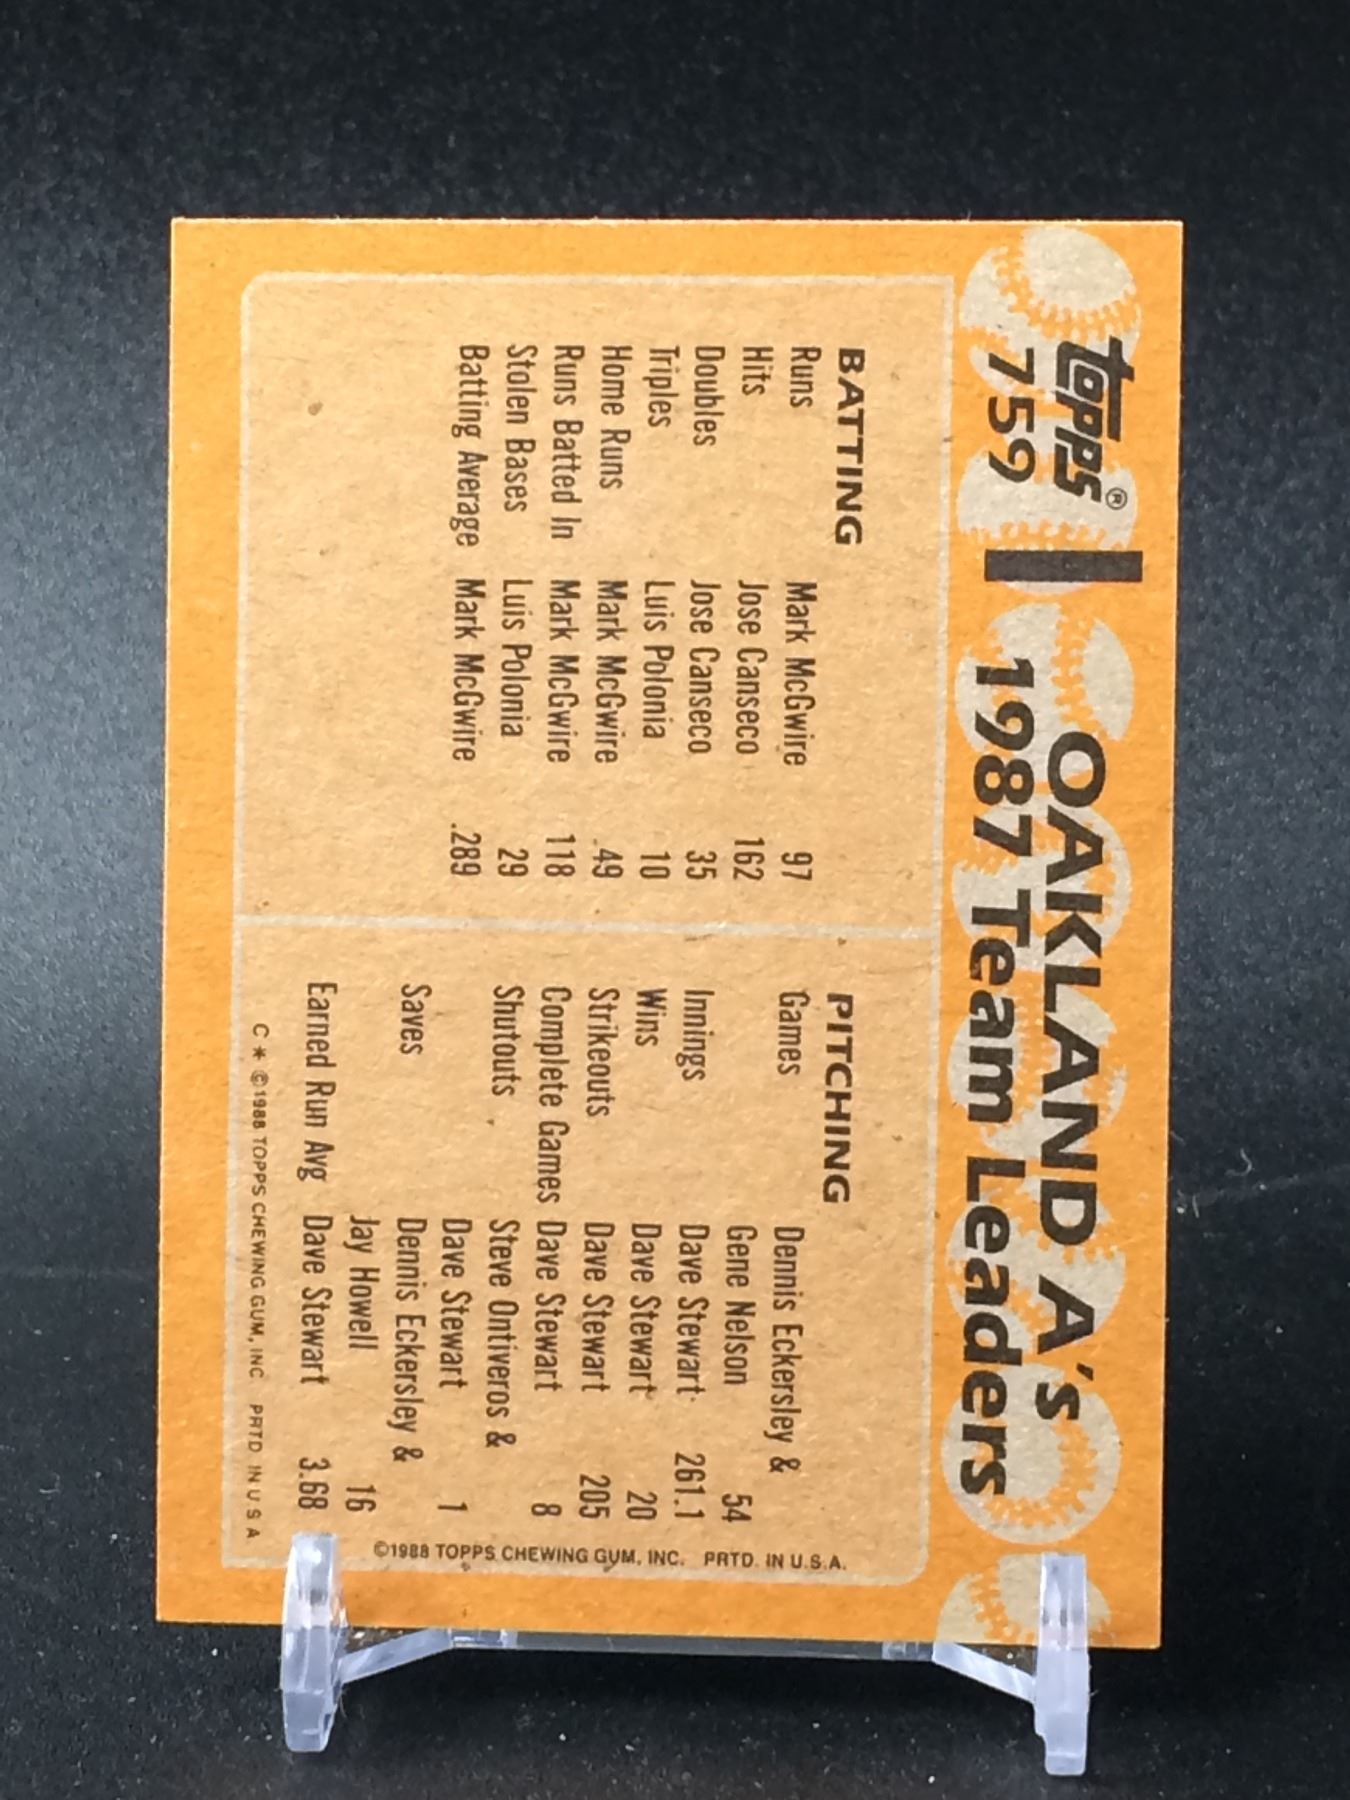 topps®
759
OAKLAND A's
1987 Team Leaders
BATTING
Runs Mark McGwire 97
Hits Jose Canseco 162
Doubles Jose Canseco 35
Triples Luis Polonia 10
Home Runs Mark McGwire 49
Runs Batted In Mark McGwire 118
Stolen Bases Luis Polonia 29
Batting Average Mark McGwire .289
PITCHING
Games Dennis Eckersley &
Gene Nelson 54
Innings Dave Stewart 261.1
Wins Dave Stewart 20
Strikeouts Dave Stewart 205
Complete Games Dave Stewart 8
Shutouts Steve Ontiveros &
Dave Stewart 1
Saves Dennis Eckersley &
Jay Howell 16
Earned Run Avg Dave Stewart 3.68
C * ©1988 TOPPS CHEWING GUM, INC. PRTD. IN U S A
©1988 TOPPS CHEWING GUM, INC. PRTD. IN U.S.A.